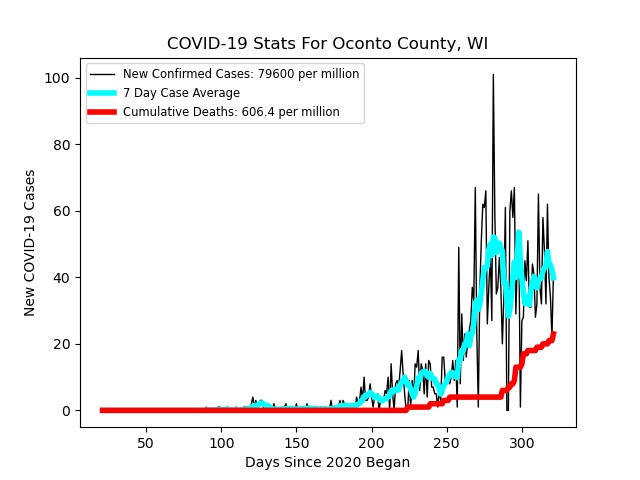 COVID-19 Stats For Oconto County, WI
New Confirmed Cases: 79600 per million
7 Day Case Average
Cumulative Deaths: 606.4 per million
New COVID-19 Cases
100
80
60
40
20
0
50 100 150 200 250 300
Days Since 2020 Began